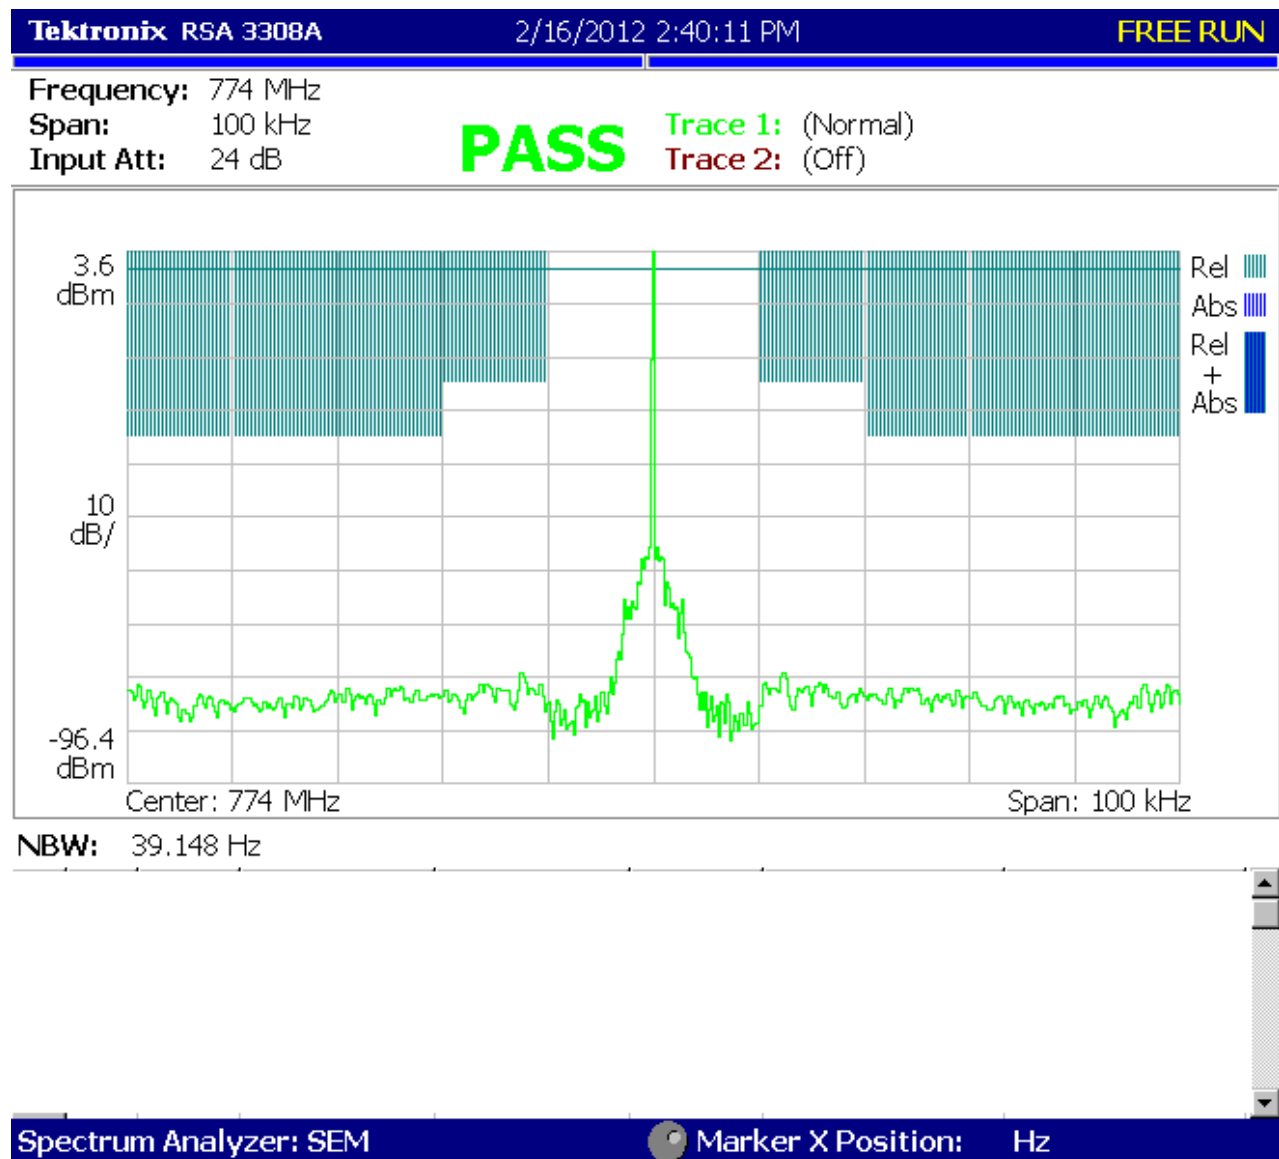 Tektronix RSA 3308A 2/16/2012 2:40:11 PM FREE RUN
Frequency: 774 MHz
Span: 100 kHz
Input Att: 24 dB
PASS
Trace 1: (Normal)
Trace 2: (Off)
3.6
dBm
10
dB/
-96.4
dBm
Rel
Abs
Rel
+
Abs
Center: 774 MHz Span: 100 kHz
NBW: 39.148 Hz
Spectrum Analyzer: SEM Marker X Position: Hz